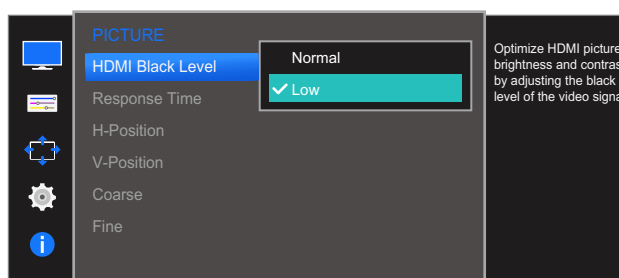 PICTURE
HDMI Black Level
Response Time
H-Position
V-Position
Coarse
Fine
Normal
Low
Optimize HDMI picture
brightness and contras
by adjusting the black
level of the video signa